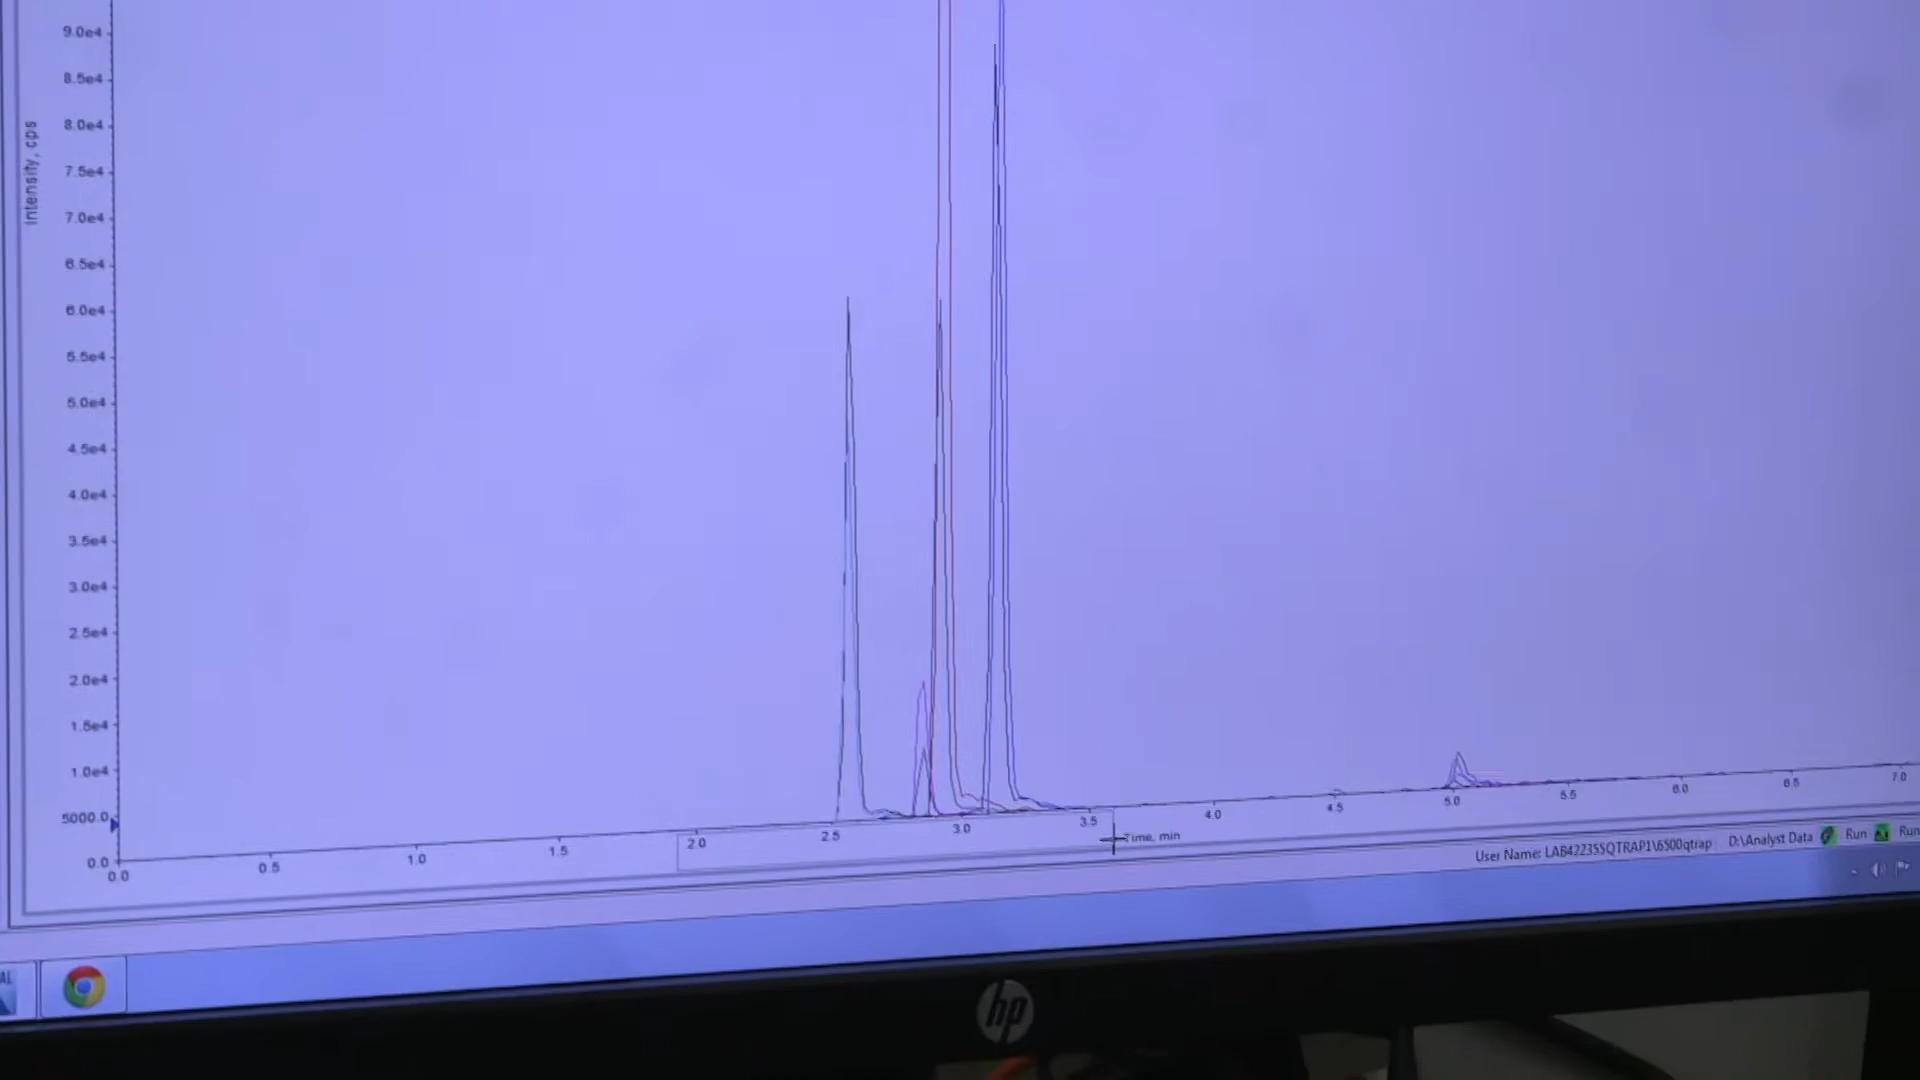 Intensity, cps
9.0e4
8.5e4
8.0e4
7.5e4
7.0e4
6.5e4
6.0e4
5.5e4
5.0e4
4.5e4
4.0e4
3.5e4
3.0e4
2.5e4
2.0e4
1.5e4
1.0e4
5000.0
0.0
0.0 0.5 1.0 1.5 2.0 2.5 3.0 3.5 4.0 4.5 5.0 5.5 6.0 6.5 7.0
Time, min
User Name: LAB422355QTRAP1\6500qtrap D:\Analyst Data Run Run
AL
hp